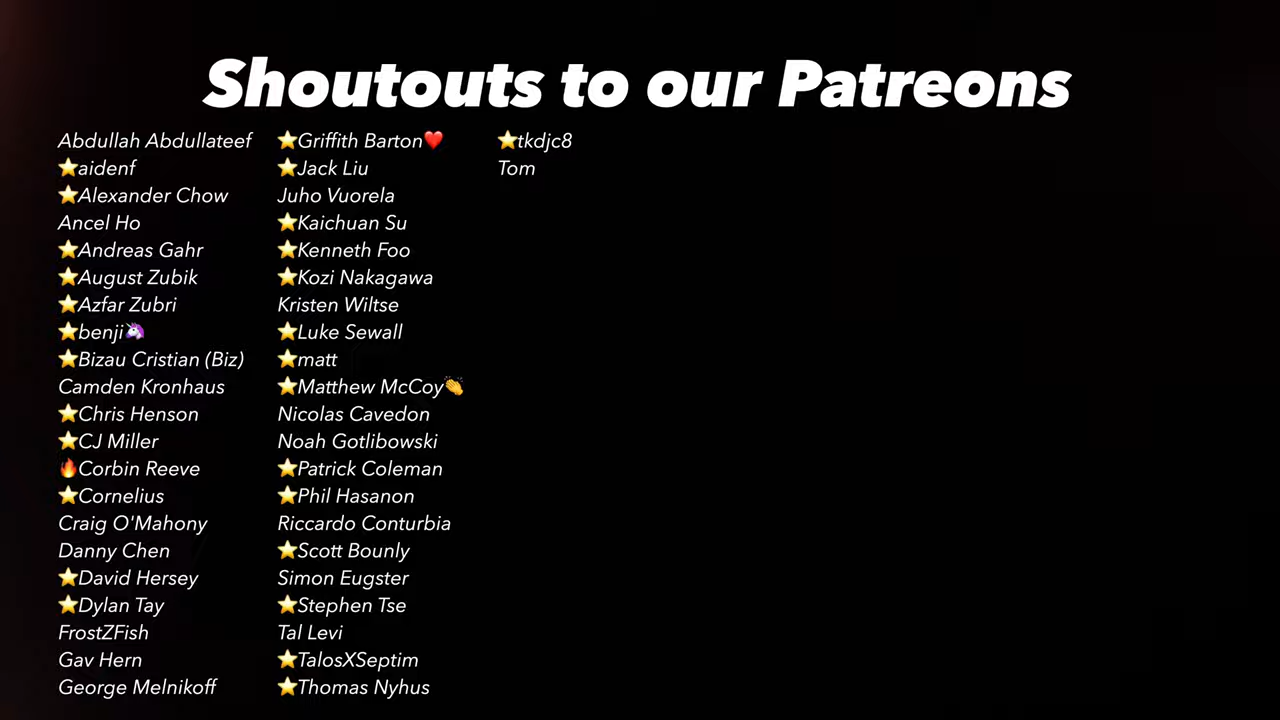 Shoutouts to our Patreons
Abdullah Abdullateef
⭐aidenf
⭐Alexander Chow
Ancel Ho
⭐Andreas Gahr
⭐August Zubik
⭐Azfar Zubri
⭐benji🦄
⭐Bizau Cristian (Biz)
Camden Kronhaus
⭐Chris Henson
⭐CJ Miller
🔥Corbin Reeve
⭐Cornelius
Craig O'Mahony
Danny Chen
⭐David Hersey
⭐Dylan Tay
FrostZFish
Gav Hern
George Melnikoff
⭐Griffith Barton❤️
⭐Jack Liu
Juho Vuorela
⭐Kaichuan Su
⭐Kenneth Foo
⭐Kozi Nakagawa
Kristen Wiltse
⭐Luke Sewall
⭐matt
⭐Matthew McCoy👏
Nicolas Cavedon
Noah Gotlibowski
⭐Patrick Coleman
⭐Phil Hasanon
Riccardo Conturbia
⭐Scott Bounly
Simon Eugster
⭐Stephen Tse
Tal Levi
⭐TalosXSeptim
⭐Thomas Nyhus
⭐tkdjc8
Tom